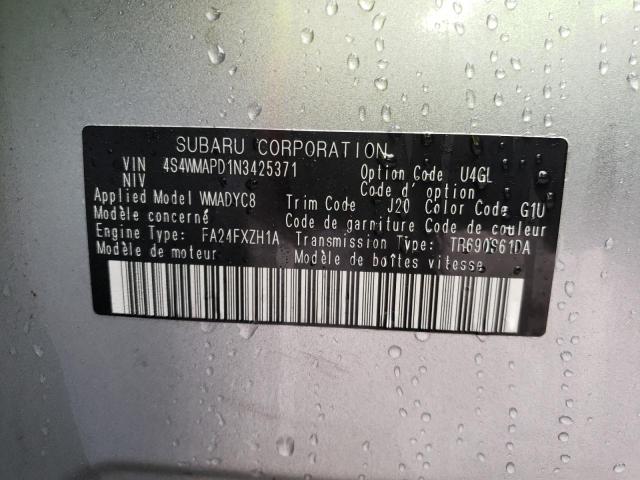 SUBARU CORPORATION
VIN 4S4WMAPD1N3425371 Option Code U4GL
NIV Code d' option
Applied Model WMADYC8 Trim Code J20 Color Code G1U
Modèle concerné Code de garniture Code de couleur
Engine Type: FA24FXZH1A Transmission Type: TR690S61DA
Modèle de moteur Modèle de boîtes vitesse